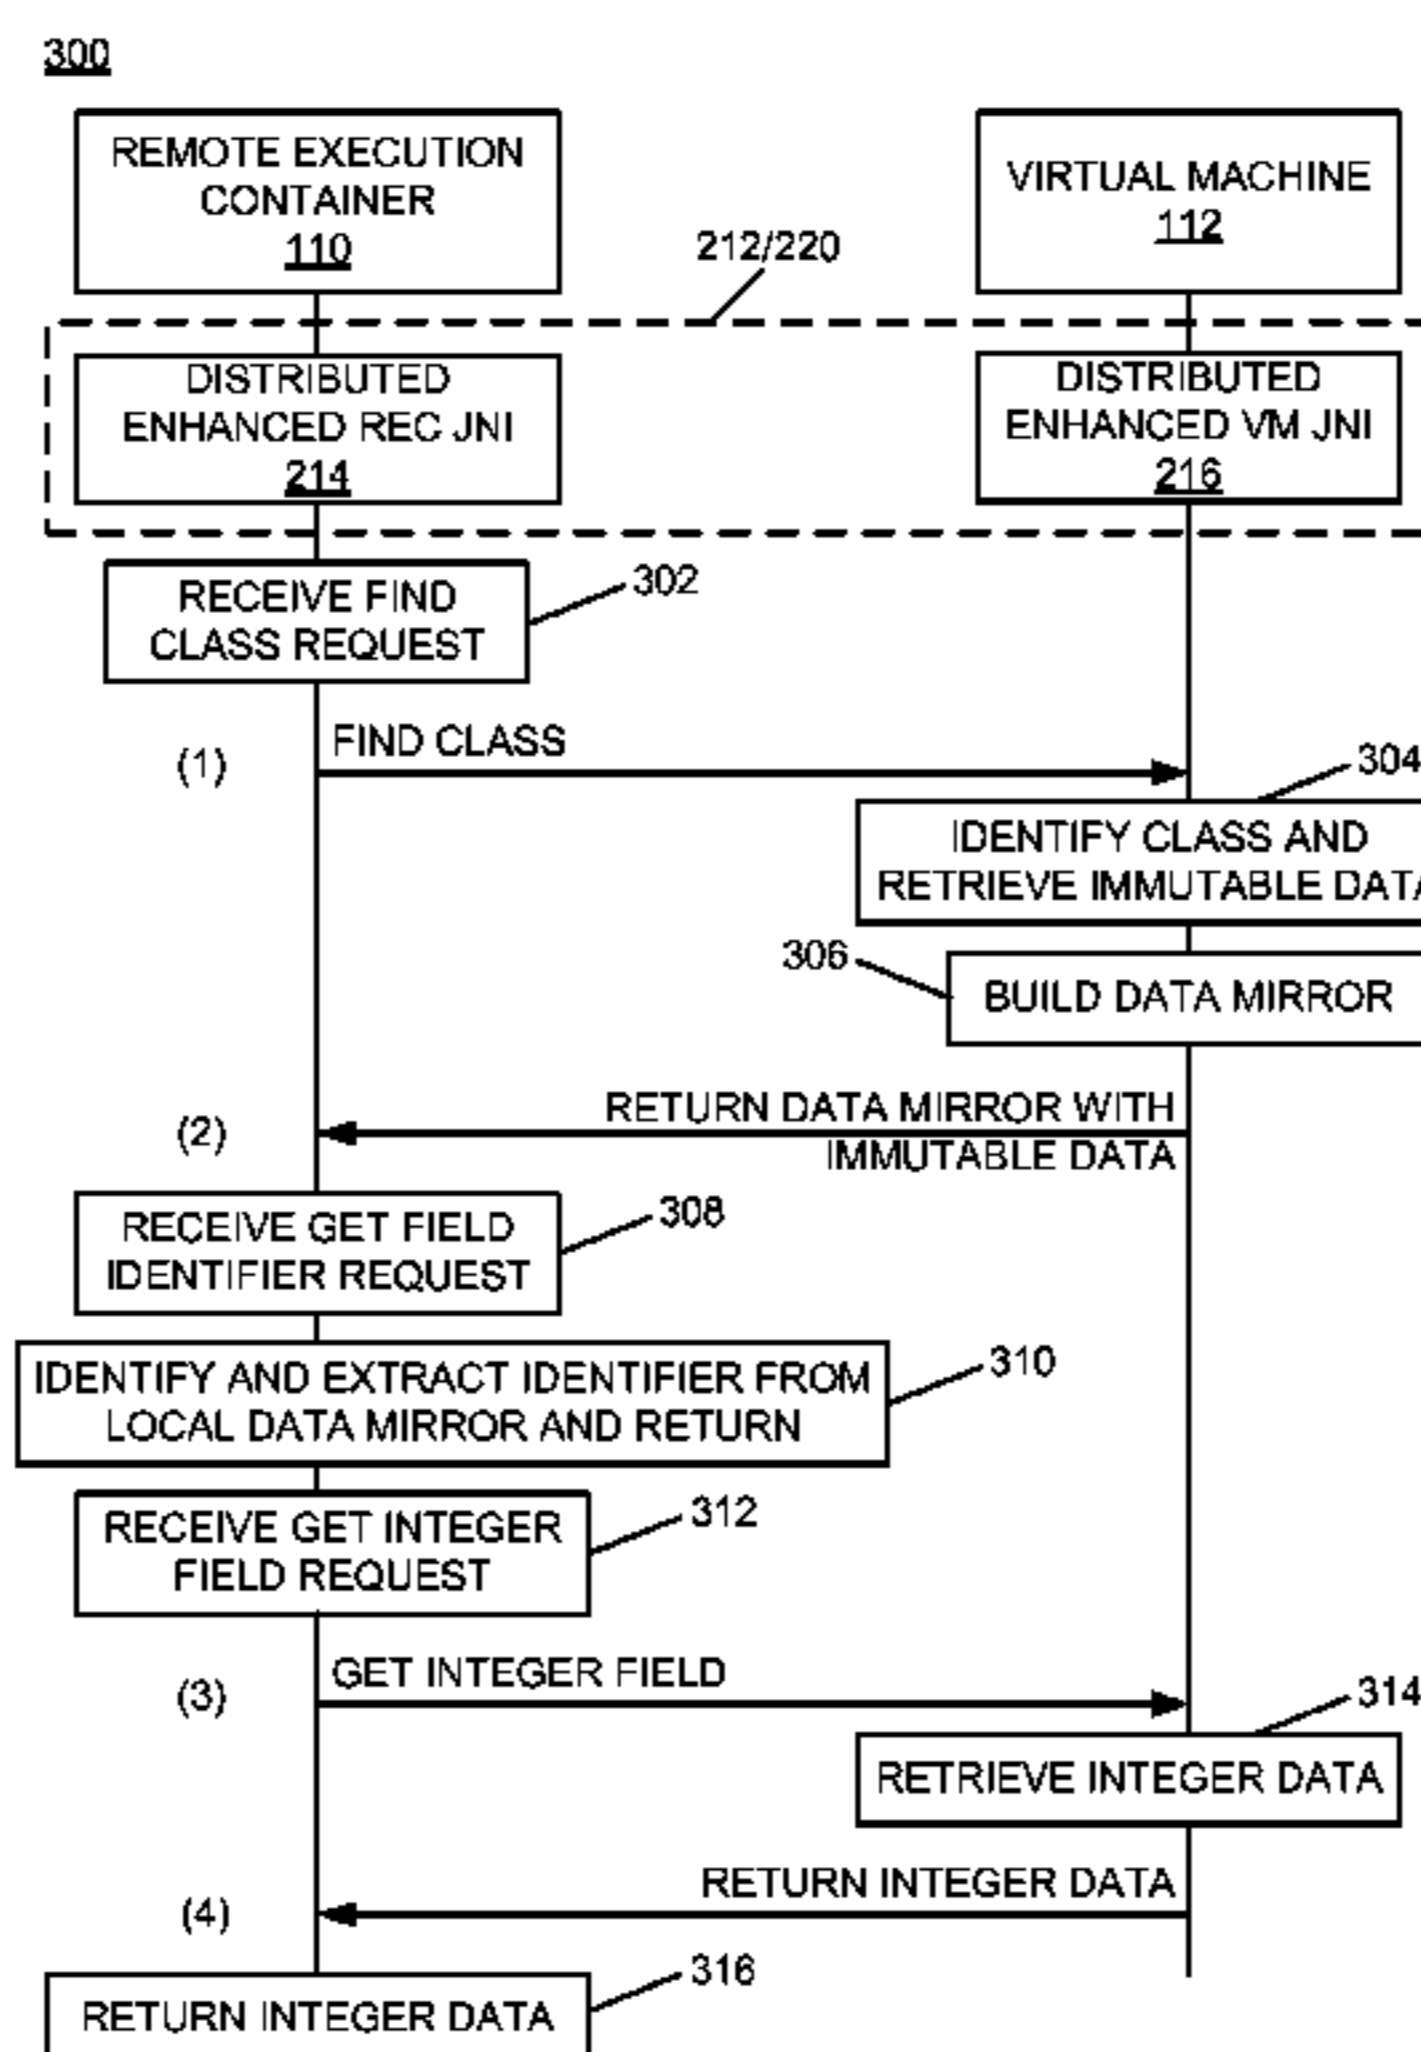 300
REMOTE EXECUTION
CONTAINER
110
VIRTUAL MACHINE
112
212/220
DISTRIBUTED
ENHANCED REC JNI
214
DISTRIBUTED
ENHANCED VM JNI
216
RECEIVE FIND
CLASS REQUEST
302
(1)
FIND CLASS
304
IDENTIFY CLASS AND
RETRIEVE IMMUTABLE DATA
306
BUILD DATA MIRROR
(2)
RETURN DATA MIRROR WITH
IMMUTABLE DATA
RECEIVE GET FIELD
IDENTIFIER REQUEST
308
IDENTIFY AND EXTRACT IDENTIFIER FROM
LOCAL DATA MIRROR AND RETURN
310
RECEIVE GET INTEGER
FIELD REQUEST
312
(3)
GET INTEGER FIELD
314
RETRIEVE INTEGER DATA
(4)
RETURN INTEGER DATA
316
RETURN INTEGER DATA